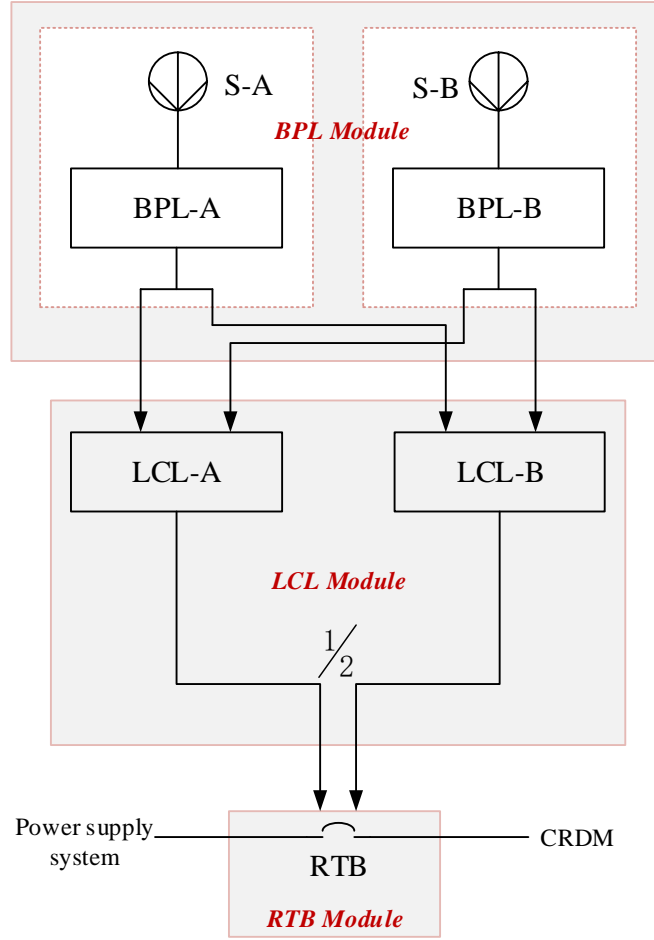 S-A
S-B
BPL Module
BPL-A
BPL-B
LCL-A
LCL-B
LCL Module
1/2
Power supply
system
CRDM
RTB
RTB Module